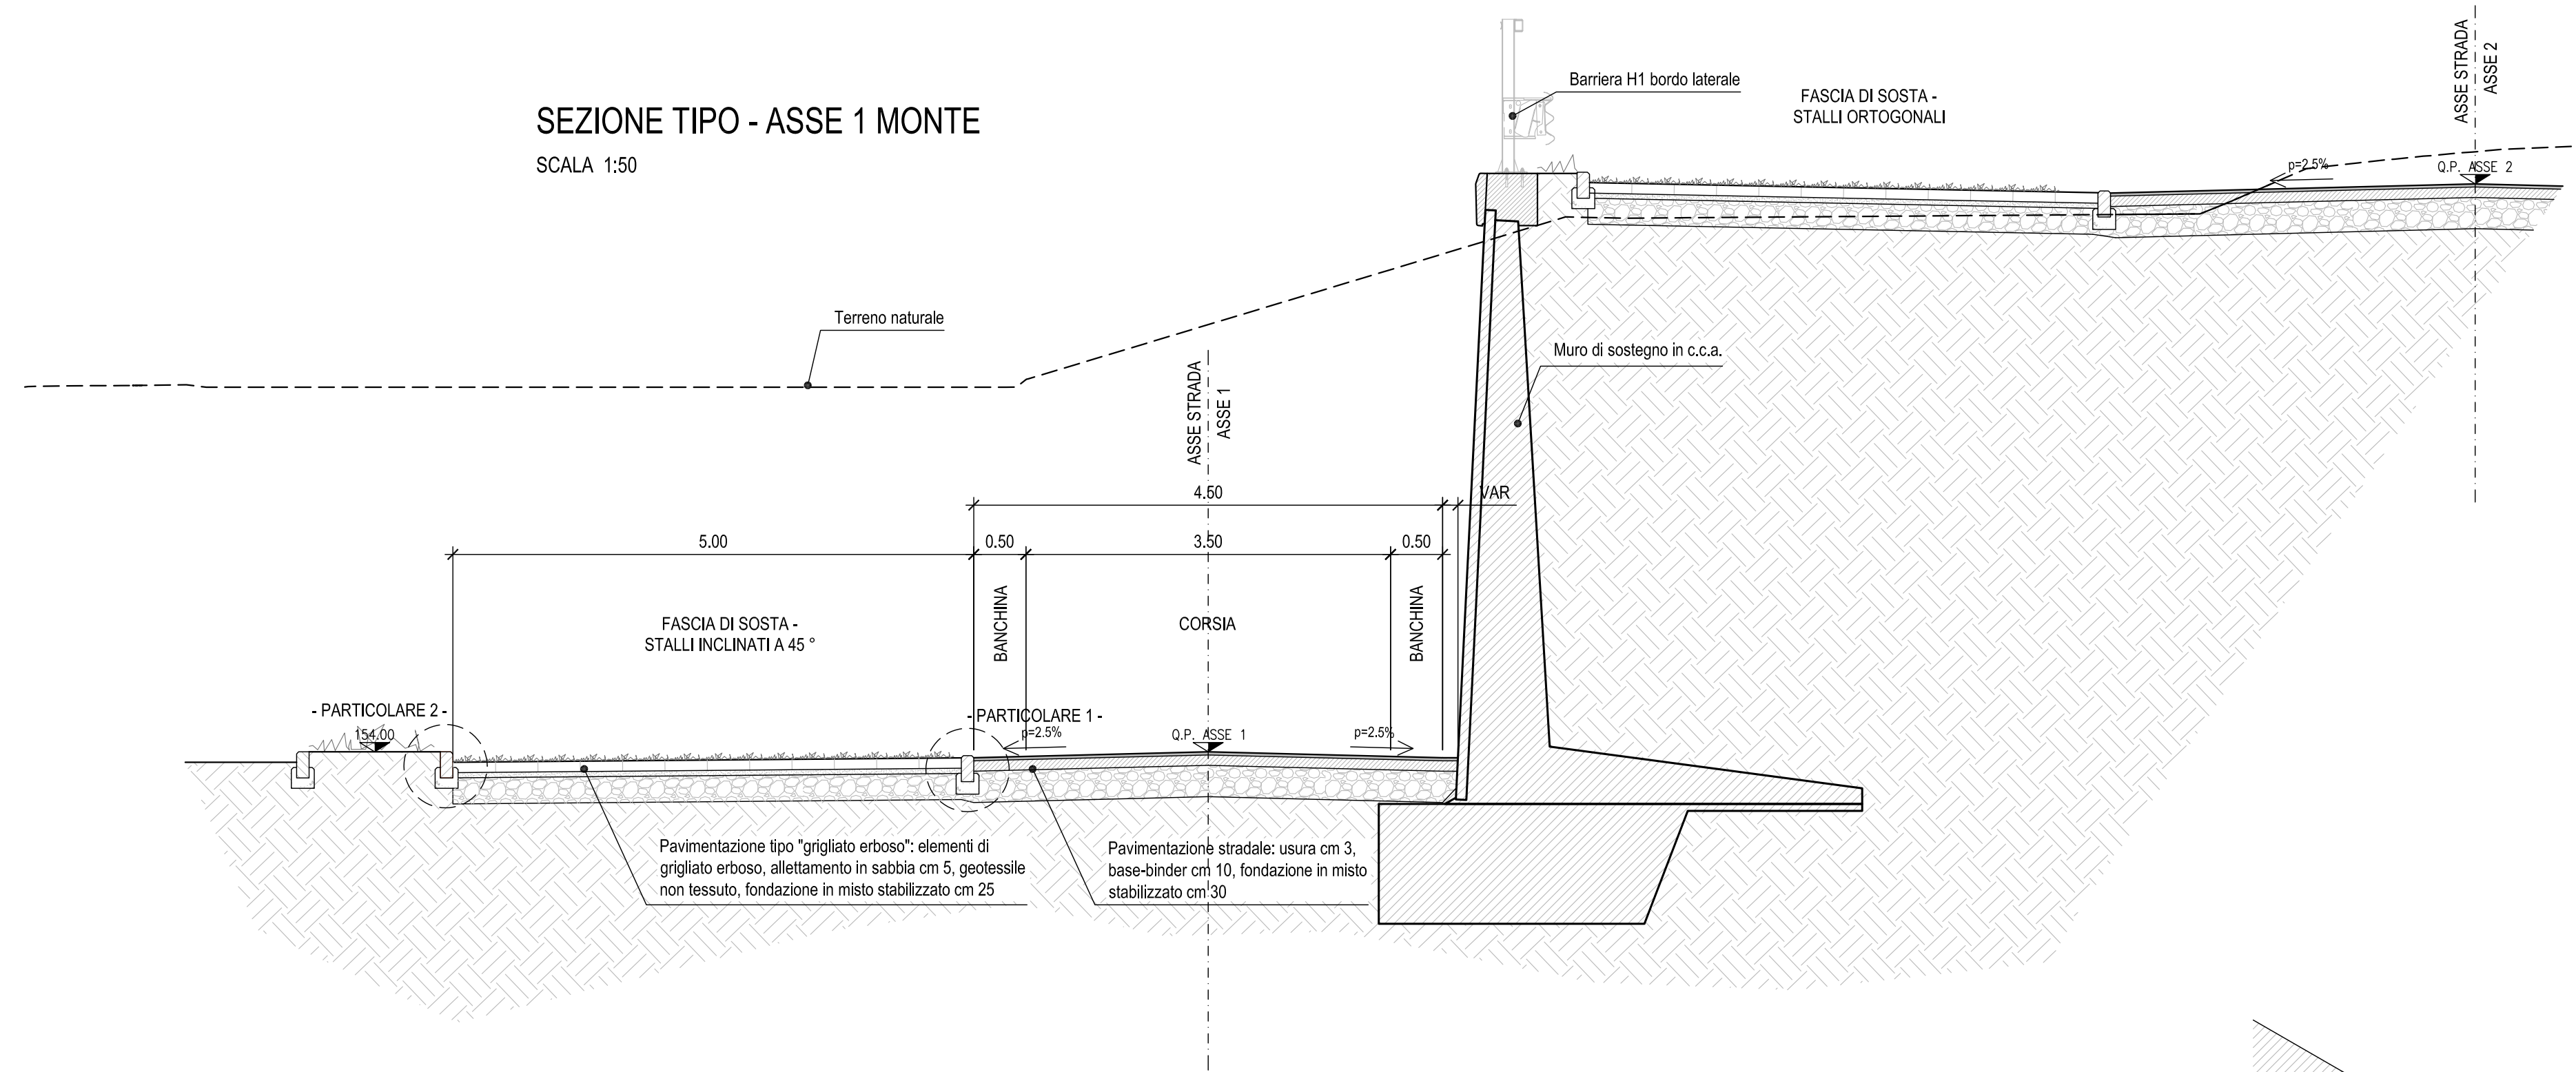 SEZIONE TIPO - ASSE 1 MONTE
SCALA 1:50
Barriera H1 bordo laterale
FASCIA DI SOSTA -
STALLI ORTOGONALI
ASSE STRADA
ASSE 2
p=2.5%
Q.P. ASSE 2
Terreno naturale
Muro di sostegno in c.c.a.
ASSE STRADA
ASSE 1
4.50
VAR
5.00
0.50
3.50
0.50
FASCIA DI SOSTA -
STALLI INCLINATI A 45 °
BANCHINA
CORSIA
BANCHINA
- PARTICOLARE 2 -
- PARTICOLARE 1 -
154.00
p=2.5%
Q.P. ASSE 1
p=2.5%
Pavimentazione tipo "grigliato erboso": elementi di
grigliato erboso, allettamento in sabbia cm 5, geotessile
non tessuto, fondazione in misto stabilizzato cm 25
Pavimentazione stradale: usura cm 3,
base-binder cm 10, fondazione in misto
stabilizzato cm 30